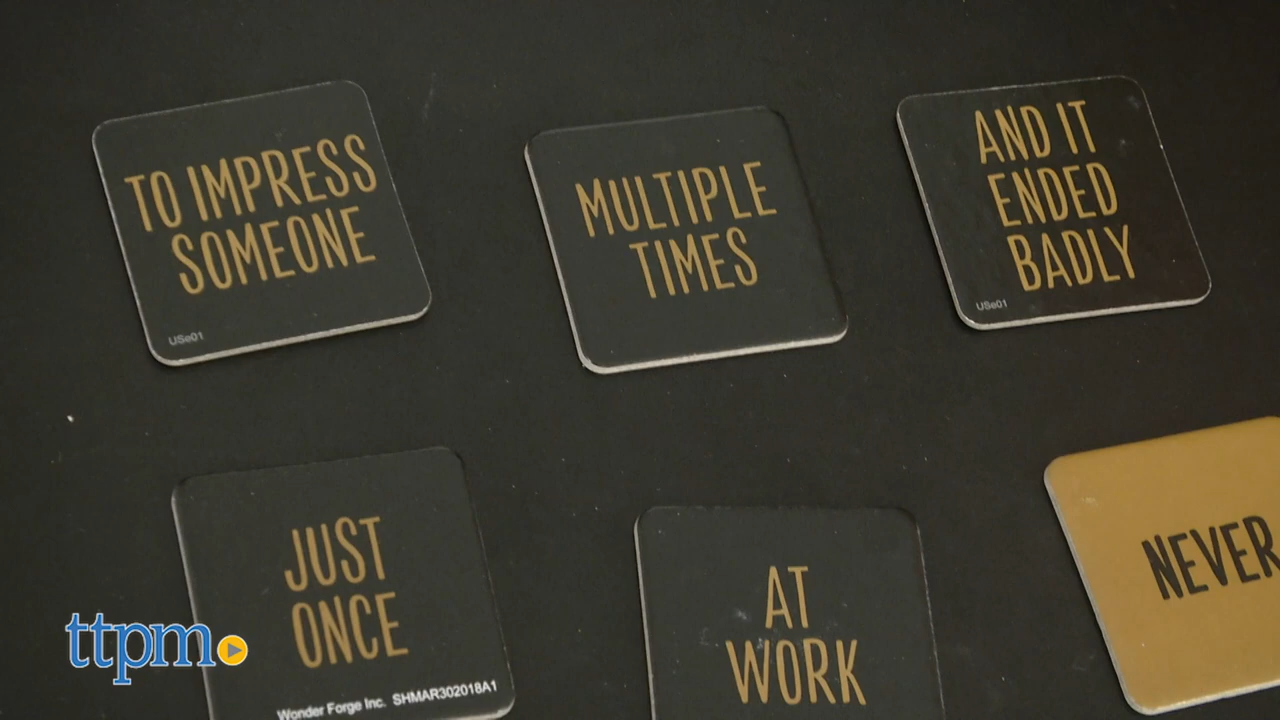 TO IMPRESS
SOMEONE
USe01
MULTIPLE
TIMES
AND IT
ENDED
BADLY
USe01
JUST
ONCE
Wonder Forge Inc. SHMAR302018A1
AT
WORK
NEVER
ttpm